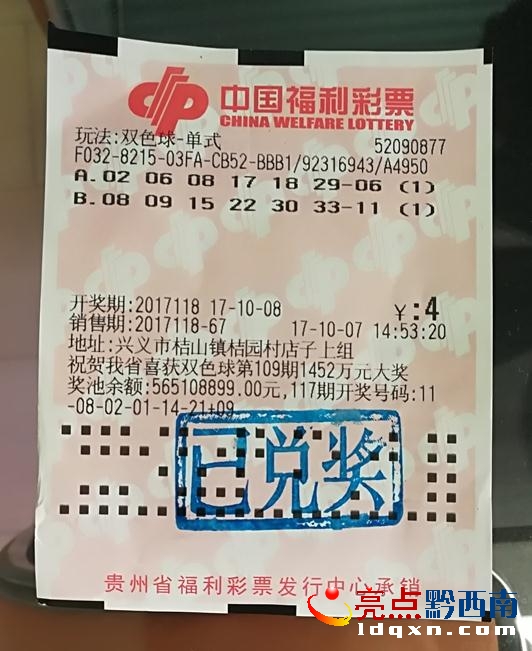 中国福利彩票
CHINA WELFARE LOTTERY
玩法:双色球-单式 52090877
F032-8215-03FA-CB52-BBB1/92316943/A4950
A.02 06 08 17 18 29-06 (1)
B.08 09 15 22 30 33-11 (1)
开奖期:2017118 17-10-08 ￥:4
销售期:2017118-67 17-10-07 14:53:20
地址:兴义市桔山镇桔园村店子上组
祝贺我省喜获双色球第109期1452万元大奖
奖池余额:565108899.00元,117期开奖号码:11
-08-02-01-14-21+09
已兑奖
贵州省福利彩票发行中心承销
亮点黔西南
ldqxn.com